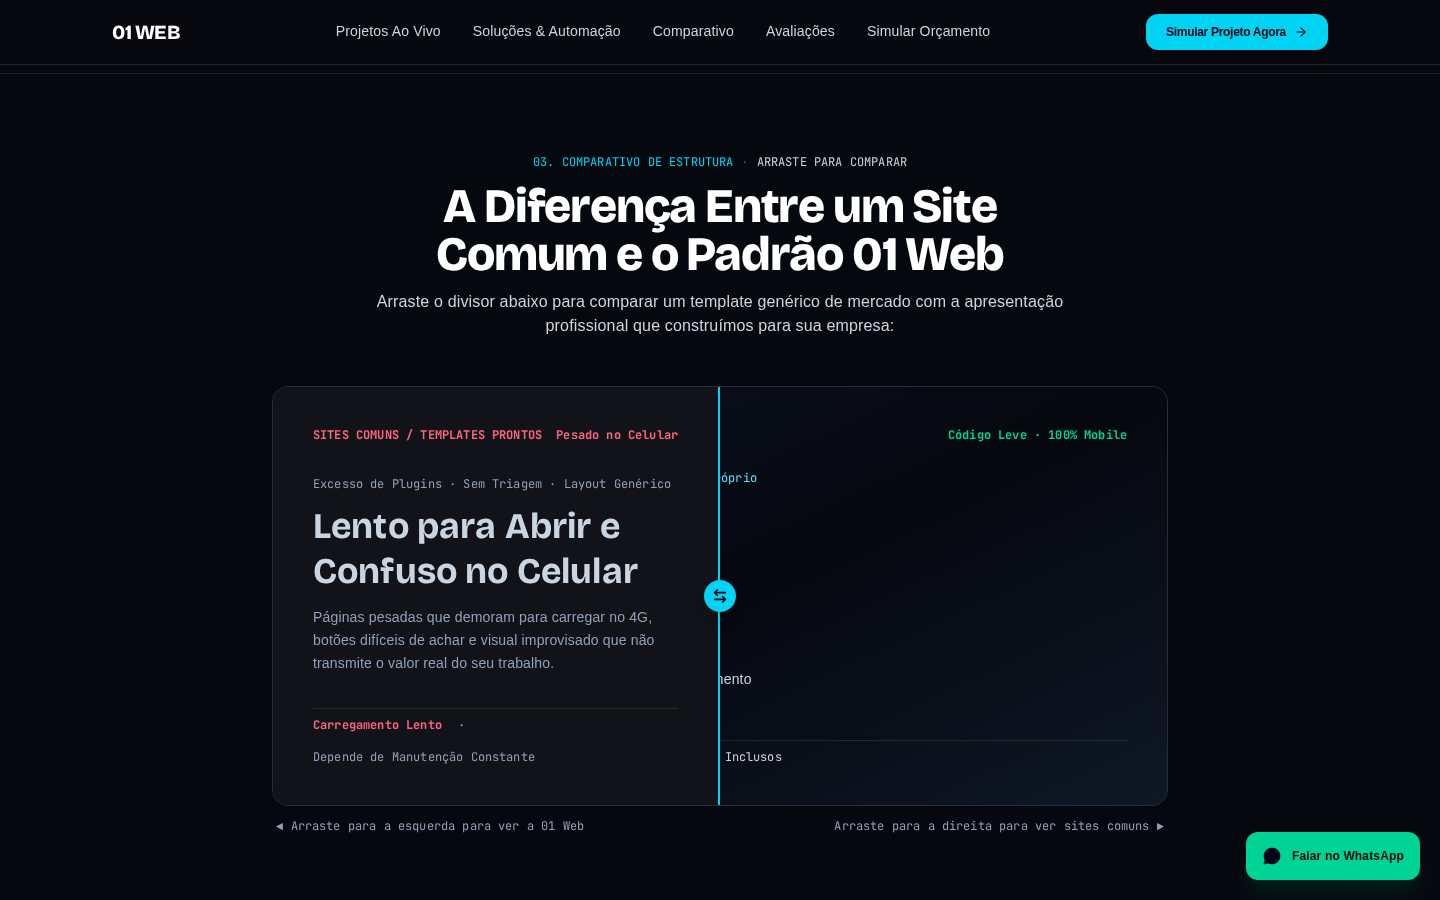 01 WEB
Projetos Ao Vivo
Soluções & Automação
Comparativo
Avaliações
Simular Orçamento
Simular Projeto Agora
03. COMPARATIVO DE ESTRUTURA · ARRASTE PARA COMPARAR
A Diferença Entre um Site
Comum e o Padrão 01 Web
Arraste o divisor abaixo para comparar um template genérico de mercado com a apresentação
profissional que construímos para sua empresa:
SITES COMUNS / TEMPLATES PRONTOS Pesado no Celular
Excesso de Plugins · Sem Triagem · Layout Genérico
Lento para Abrir e
Confuso no Celular
Páginas pesadas que demoram para carregar no 4G,
botões difíceis de achar e visual improvisado que não
transmite o valor real do seu trabalho.
Carregamento Lento ·
Depende de Manutenção Constante
Código Leve · 100% Mobile
óprio
ento
Inclusos
◄ Arraste para a esquerda para ver a 01 Web
Arraste para a direita para ver sites comuns ►
Falar no WhatsApp